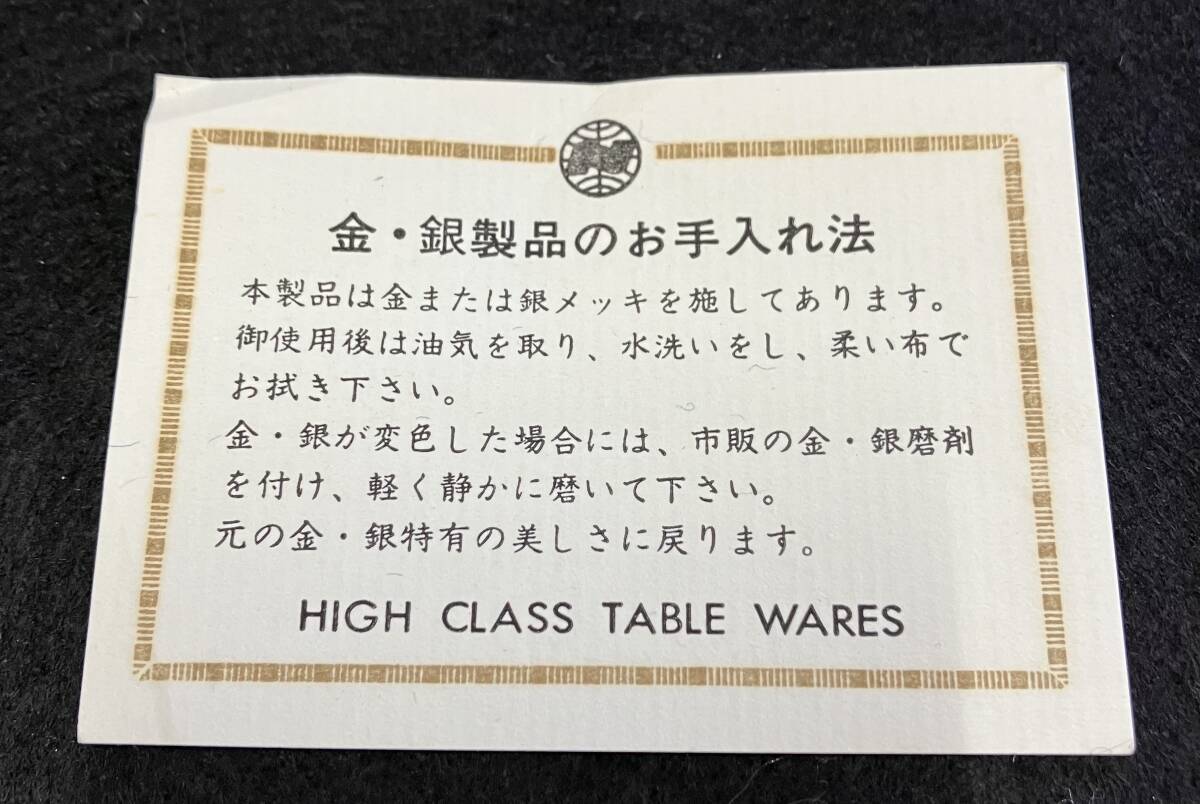 金・銀製品のお手入れ法
本製品は金または銀メッキを施してあります。
御使用後は油気を取り、水洗いをし、柔い布で
お拭き下さい。
金・銀が変色した場合には、市販の金・銀磨剤
を付け、軽く静かに磨いて下さい。
元の金・銀特有の美しさに戻ります。
HIGH CLASS TABLE WARES